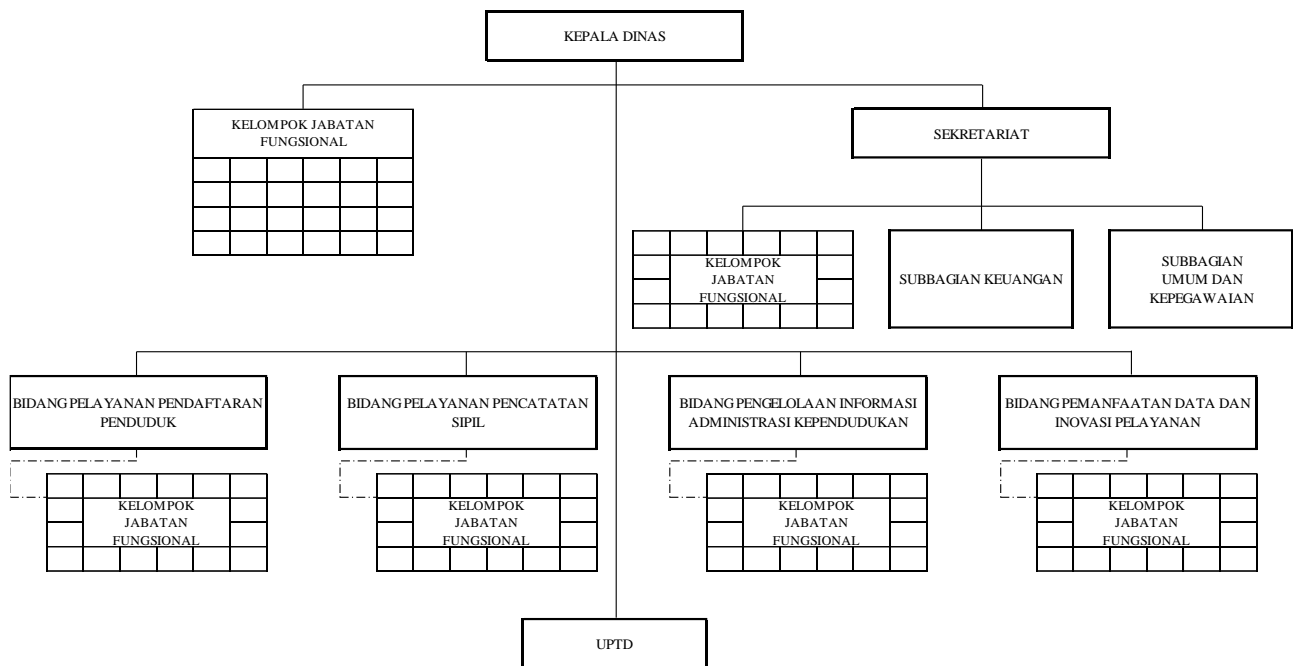 KEPALA DINAS
KELOMPOK JABATAN
FUNGSIONAL
SEKRETARIAT
KELOMPOK
JABATAN
FUNGSIONAL
SUBBAGIAN KEUANGAN
SUBBAGIAN
UMUM DAN
KEPEGAWAIAN
BIDANG PELAYANAN PENDAFTARAN
PENDUDUK
BIDANG PELAYANAN PENCATATAN
SIPIL
BIDANG PENGELOLAAN INFORMASI
ADMINISTRASI KEPENDUDUKAN
BIDANG PEMANFAATAN DATA DAN
INOVASI PELAYANAN
KELOMPOK
JABATAN
FUNGSIONAL
KELOMPOK
JABATAN
FUNGSIONAL
KELOMPOK
JABATAN
FUNGSIONAL
KELOMPOK
JABATAN
FUNGSIONAL
UPTD